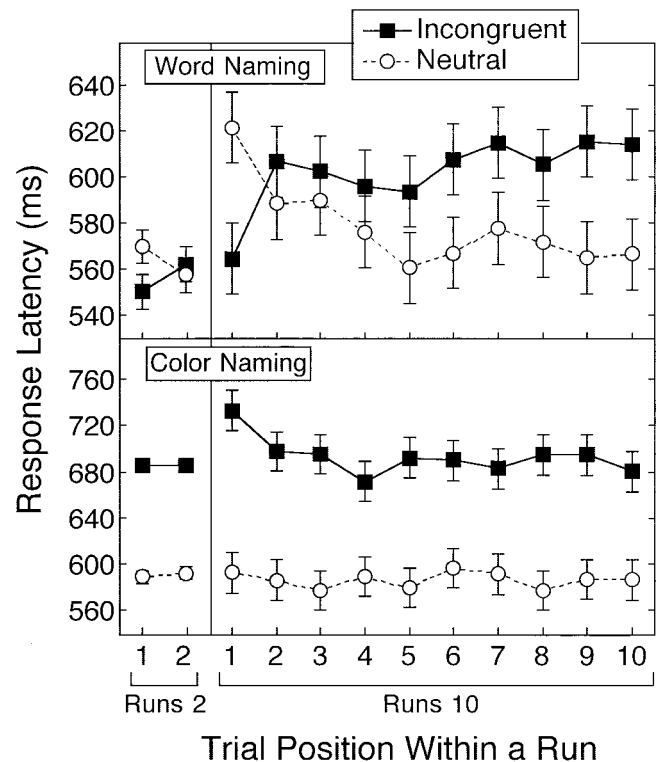 Incongruent
Neutral
Word Naming
640
620
600
580
560
540
Color Naming
760
720
680
640
600
560
Response Latency (ms)
1 2 1 2 3 4 5 6 7 8 9 10
Runs 2 Runs 10
Trial Position Within a Run